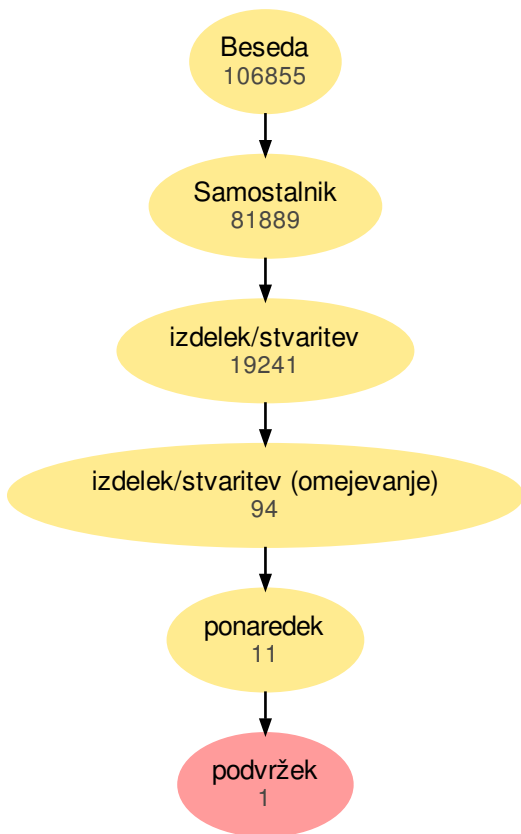 Beseda
106855
Samostalnik
81889
izdelek/stvaritev
19241
izdelek/stvaritev (omejevanje)
94
ponaredek
11
podvržek
1